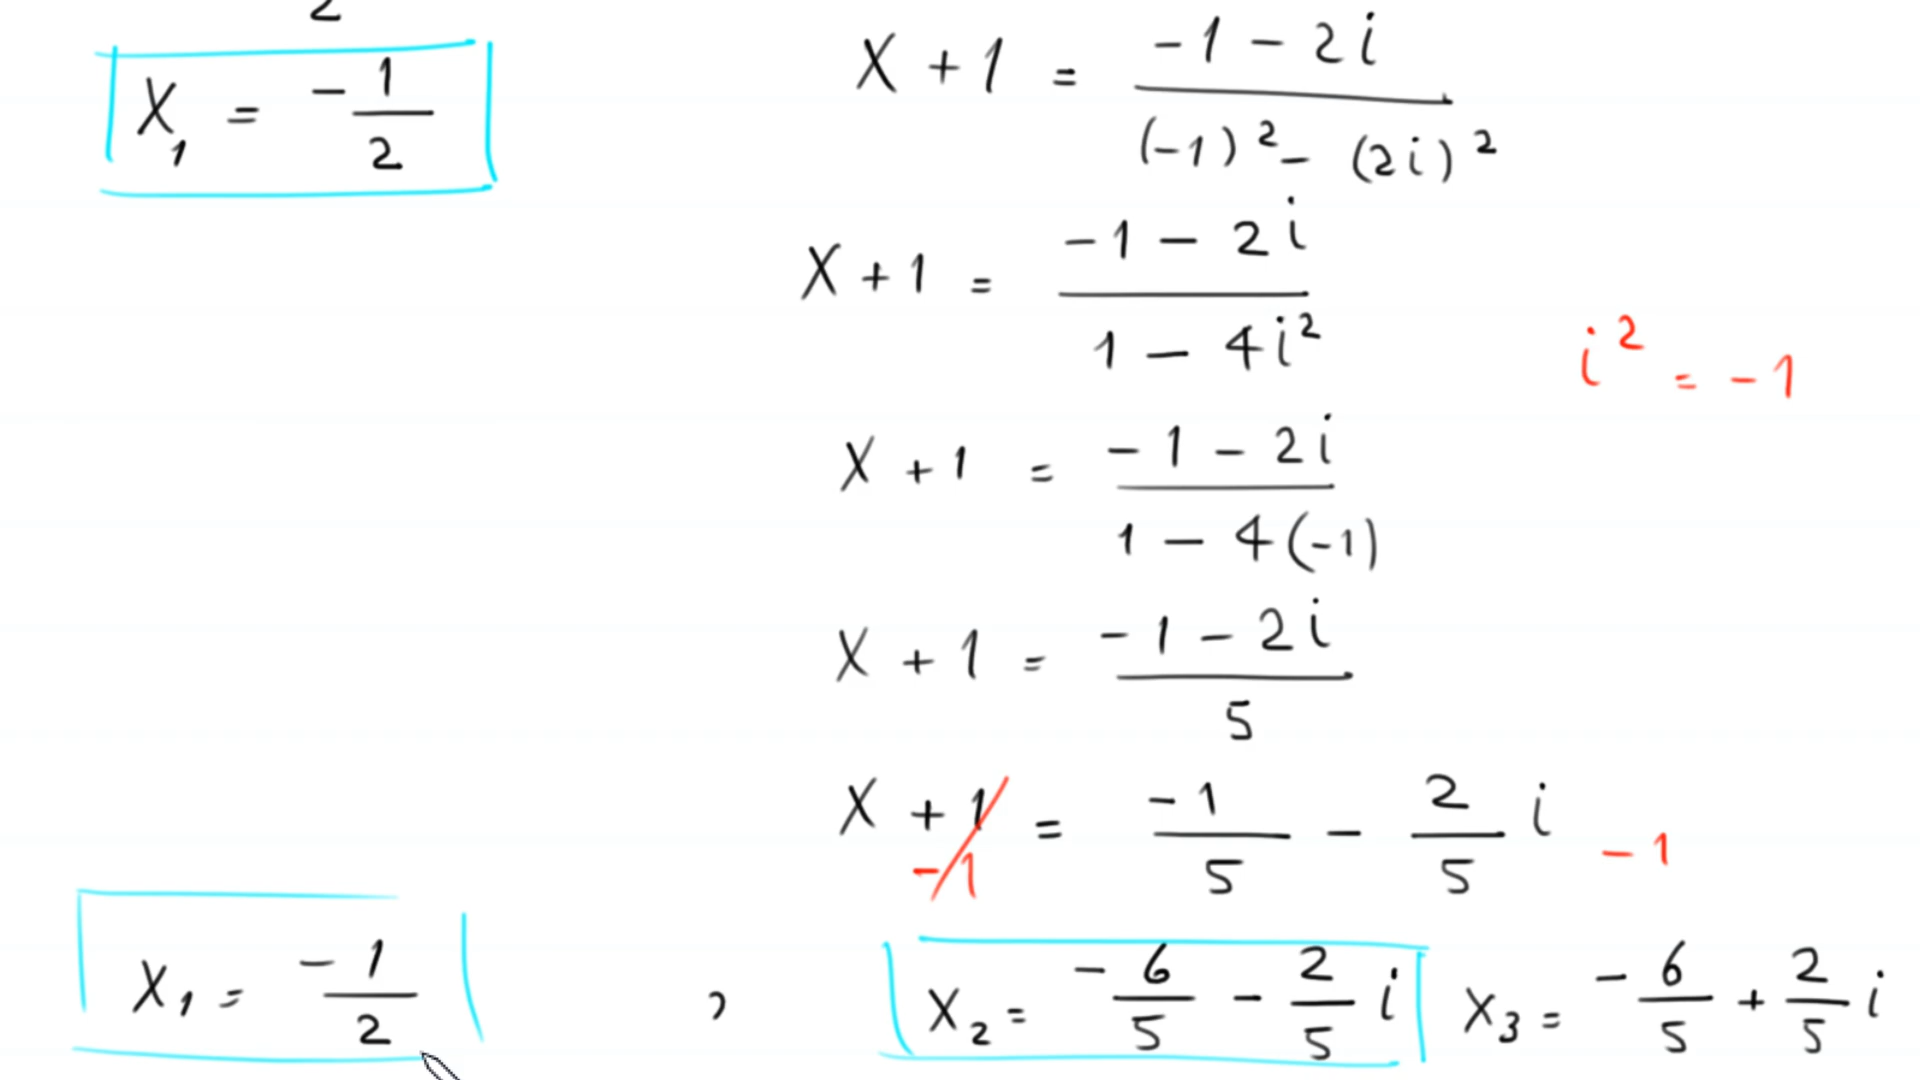 2
X₁ = -1/2
X + 1 = (-1 - 2i)/((-1)² - (2i)²)
X + 1 = (-1 - 2i)/(1 - 4i²)
i² = -1
X + 1 = (-1 - 2i)/(1 - 4(-1))
X + 1 = (-1 - 2i)/5
X + 1 = -1/5 - 2/5 i - 1
-1
X₁ = -1/2 , X₂ = -6/5 - 2/5 i X₃ = -6/5 + 2/5 i